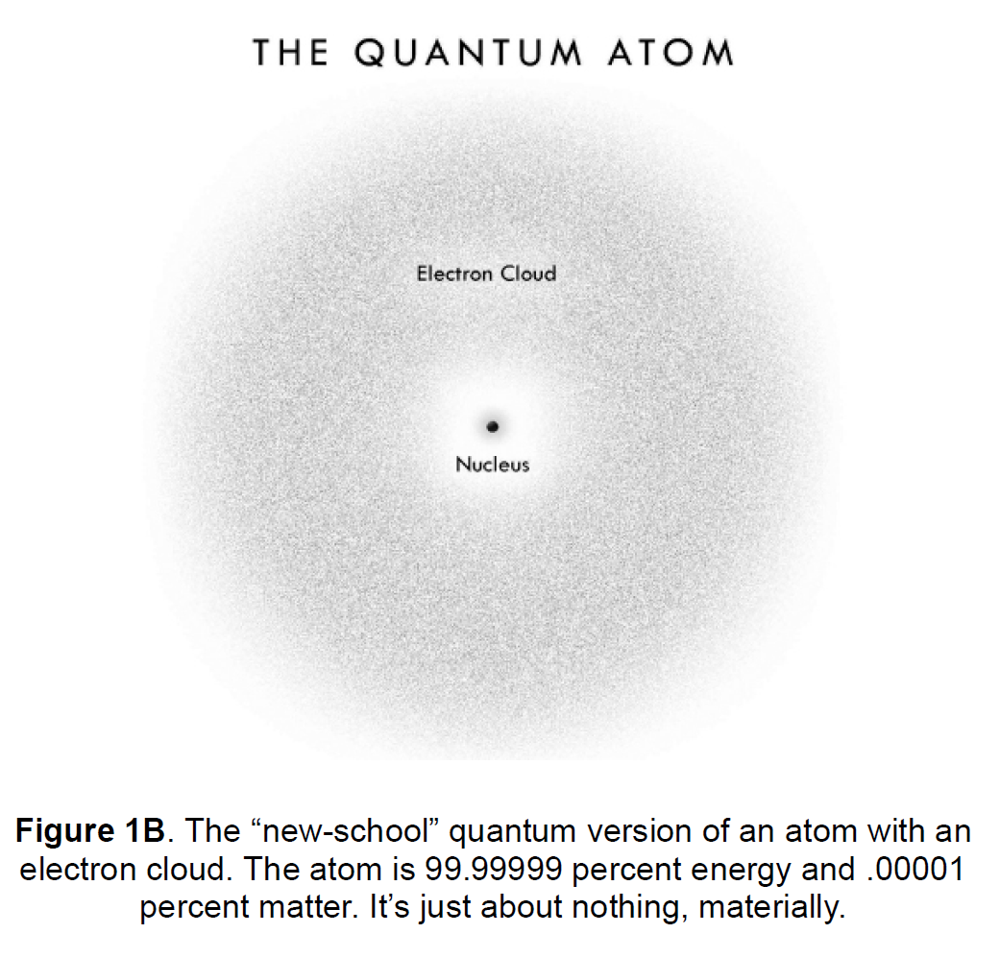 THE QUANTUM ATOM
Electron Cloud
Nucleus
Figure 1B. The “new-school” quantum version of an atom with an
electron cloud. The atom is 99.99999 percent energy and .00001
percent matter. It’s just about nothing, materially.